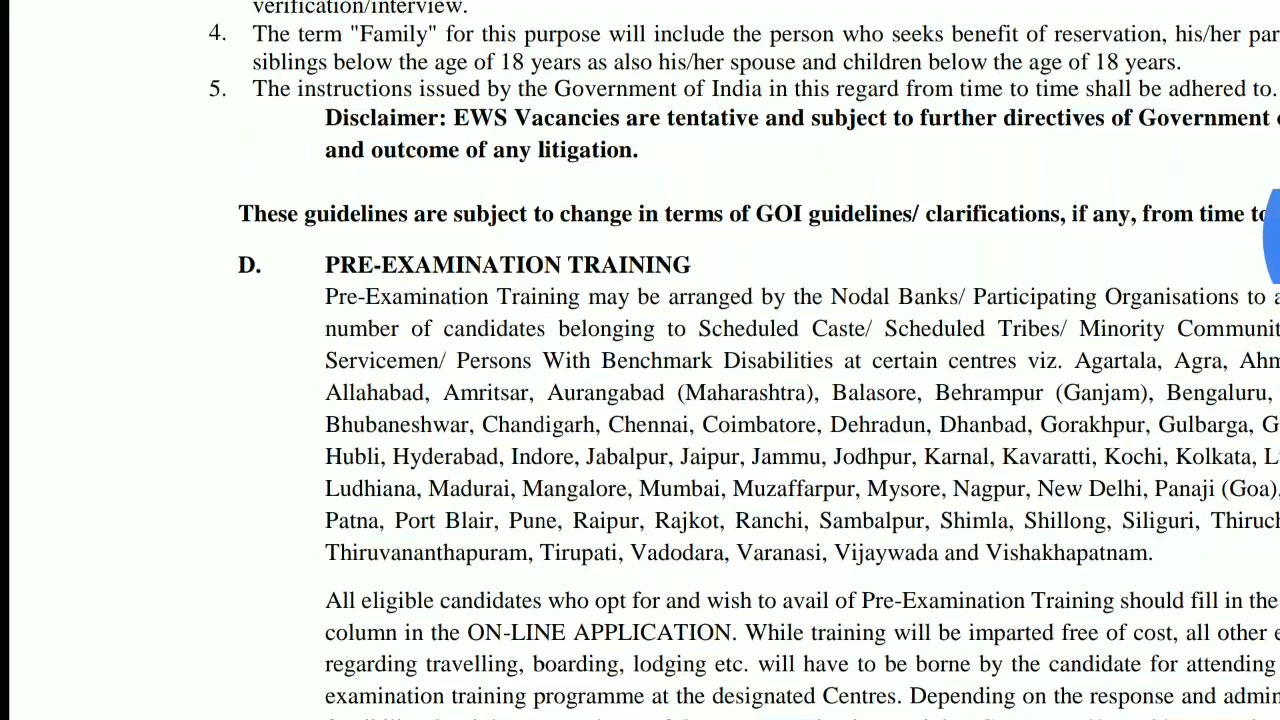 verification/interview.
4. The term "Family" for this purpose will include the person who seeks benefit of reservation, his/her
siblings below the age of 18 years as also his/her spouse and children below the age of 18 years.
5. The instructions issued by the Government of India in this regard from time to time shall be adhered to.
Disclaimer: EWS Vacancies are tentative and subject to further directives of Government
and outcome of any litigation.
These guidelines are subject to change in terms of GOI guidelines/ clarifications, if any, from time
D. PRE-EXAMINATION TRAINING
Pre-Examination Training may be arranged by the Nodal Banks/ Participating Organisations to
number of candidates belonging to Scheduled Caste/ Scheduled Tribes/ Minority
Servicemen/ Persons With Benchmark Disabilities at certain centres viz. Agartala, Agra,
Allahabad, Amritsar, Aurangabad (Maharashtra), Balasore, Behrampur (Ganjam), Bengaluru,
Bhubaneshwar, Chandigarh, Chennai, Coimbatore, Dehradun, Dhanbad, Gorakhpur, Gulbarga,
Hubli, Hyderabad, Indore, Jabalpur, Jaipur, Jammu, Jodhpur, Karnal, Kavaratti, Kochi, Kolkata,
Ludhiana, Madurai, Mangalore, Mumbai, Muzaffarpur, Mysore, Nagpur, New Delhi, Panaji (Goa),
Patna, Port Blair, Pune, Raipur, Rajkot, Ranchi, Sambalpur, Shimla, Shillong, Siliguri,
Thiruvananthapuram, Tirupati, Vadodara, Varanasi, Vijaywada and Vishakhapatnam.
All eligible candidates who opt for and wish to avail of Pre-Examination Training should fill in the
column in the ON-LINE APPLICATION. While training will be imparted free of cost, all other
regarding travelling, boarding, lodging etc. will have to be borne by the candidate for attending
examination training programme at the designated Centres. Depending on the response and